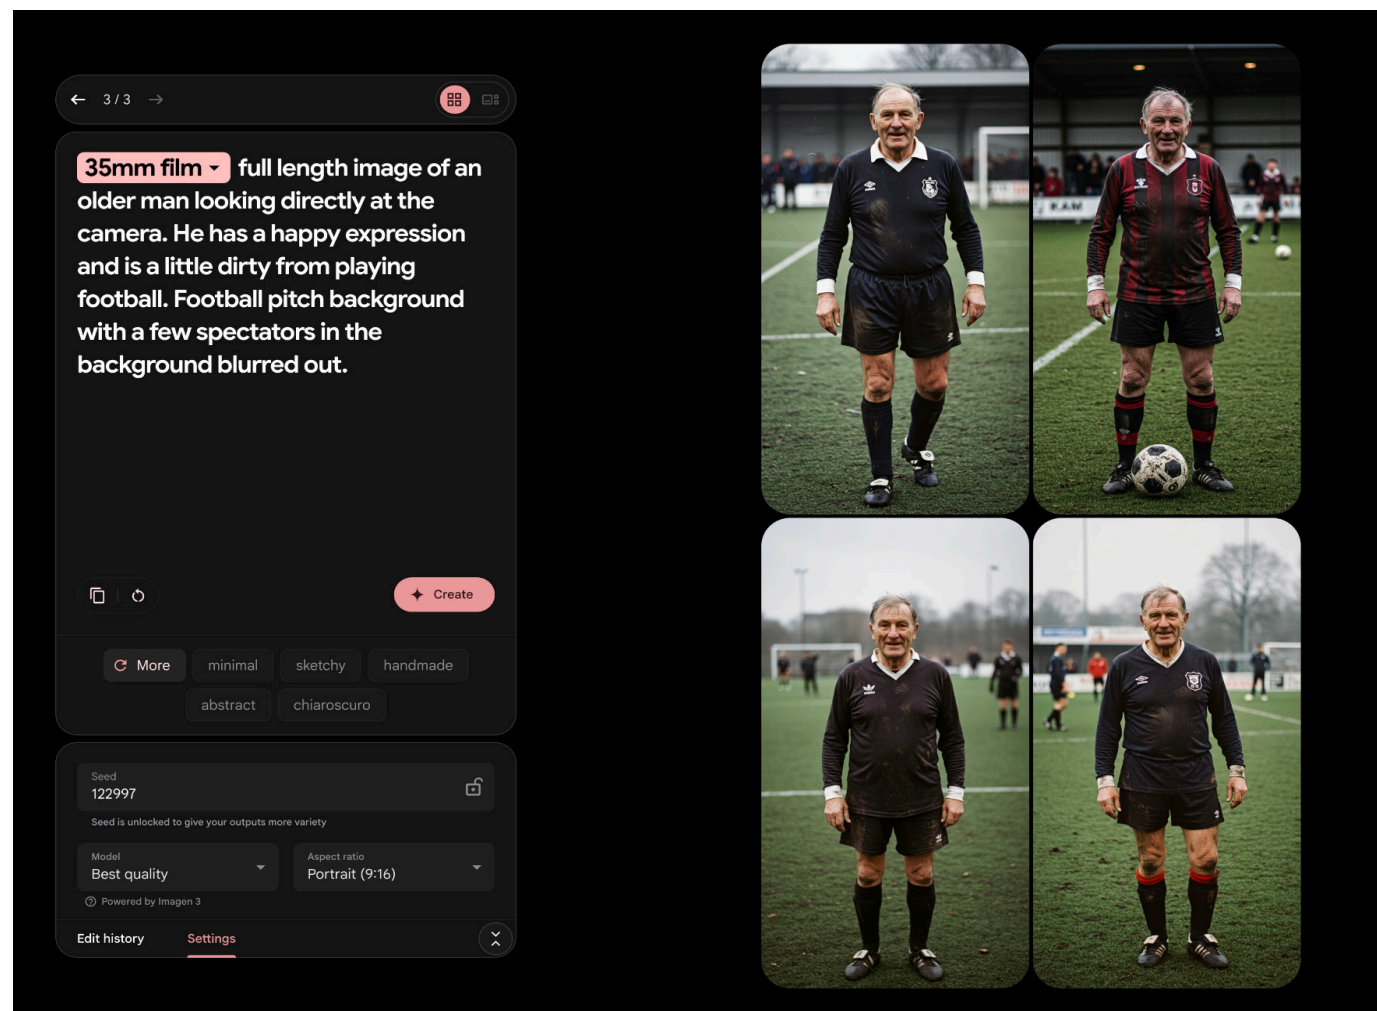 3 / 3
35mm film full length image of an
older man looking directly at the
camera. He has a happy expression
and is a little dirty from playing
football. Football pitch background
with a few spectators in the
background blurred out.
Create
More minimal sketchy handmade
abstract chiaroscuro
Seed
122997
Seed is unlocked to give your outputs more variety
Model
Best quality
Aspect ratio
Portrait (9:16)
Powered by Imagen 3
Edit history Settings
KAM